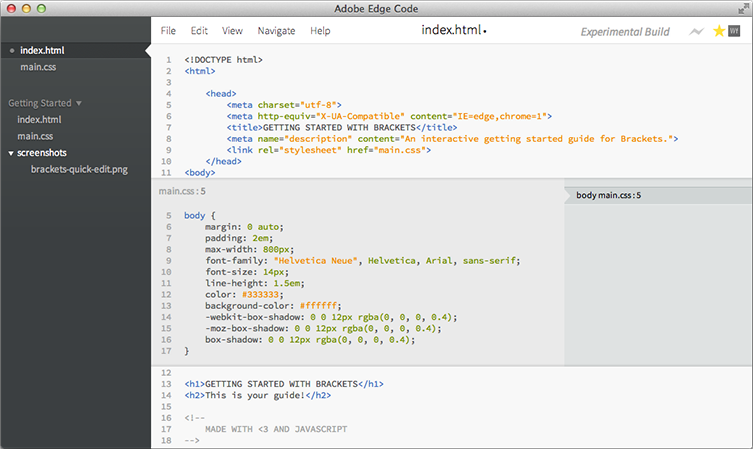 Adobe Edge Code
File Edit View Navigate Help
index.html•
Experimental Build
index.html
main.css
Getting Started
index.html
main.css
screenshots
brackets-quick-edit.png
1 <!DOCTYPE html>
2 <html>
3
4 <head>
5 <meta charset="utf-8">
6 <meta http-equiv="X-UA-Compatible" content="IE=edge,chrome=1">
7 <title>GETTING STARTED WITH BRACKETS</title>
8 <meta name="description" content="An interactive getting started guide for Brackets.">
9 <link rel="stylesheet" href="main.css">
10 </head>
11 <body>
main.css : 5
body main.css : 5
5 body {
6 margin: 0 auto;
7 padding: 2em;
8 max-width: 800px;
9 font-family: "Helvetica Neue", Helvetica, Arial, sans-serif;
10 font-size: 14px;
11 line-height: 1.5em;
12 color: #333333;
13 background-color: #ffffff;
14 -webkit-box-shadow: 0 0 12px rgba(0, 0, 0, 0.4);
15 -moz-box-shadow: 0 0 12px rgba(0, 0, 0, 0.4);
16 box-shadow: 0 0 12px rgba(0, 0, 0, 0.4);
17 }
12
13 <h1>GETTING STARTED WITH BRACKETS</h1>
14 <h2>This is your guide!</h2>
15
16 <!--
17 MADE WITH <3 AND JAVASCRIPT
18 -->